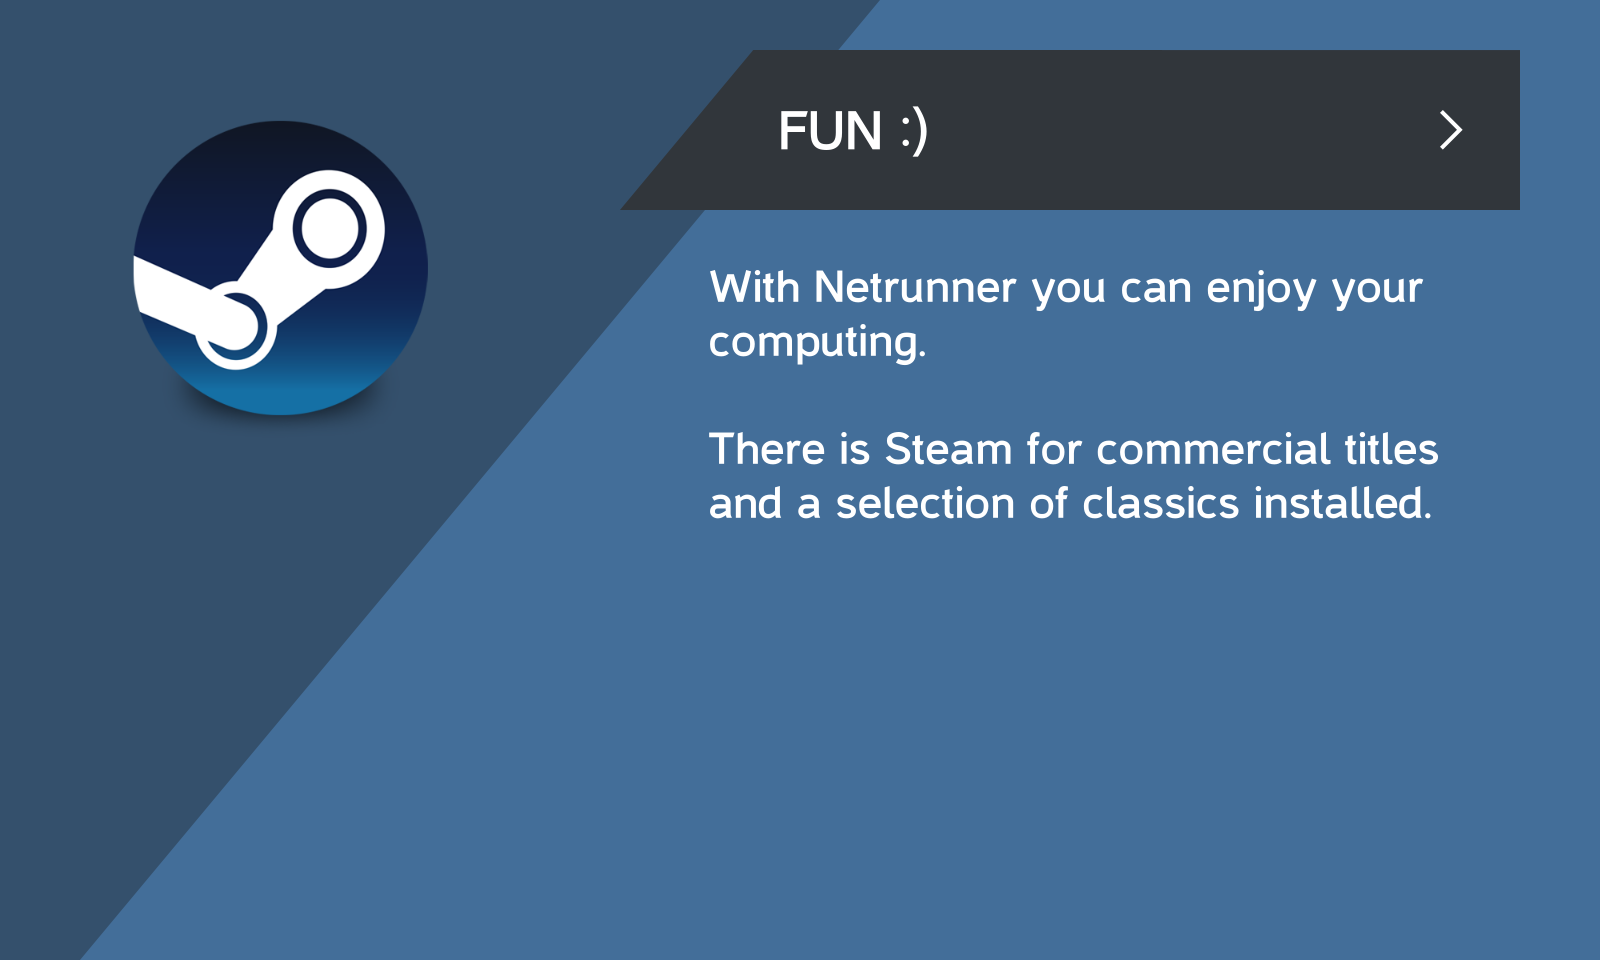 FUN :)
With Netrunner you can enjoy your
computing.
There is Steam for commercial titles
and a selection of classics installed.